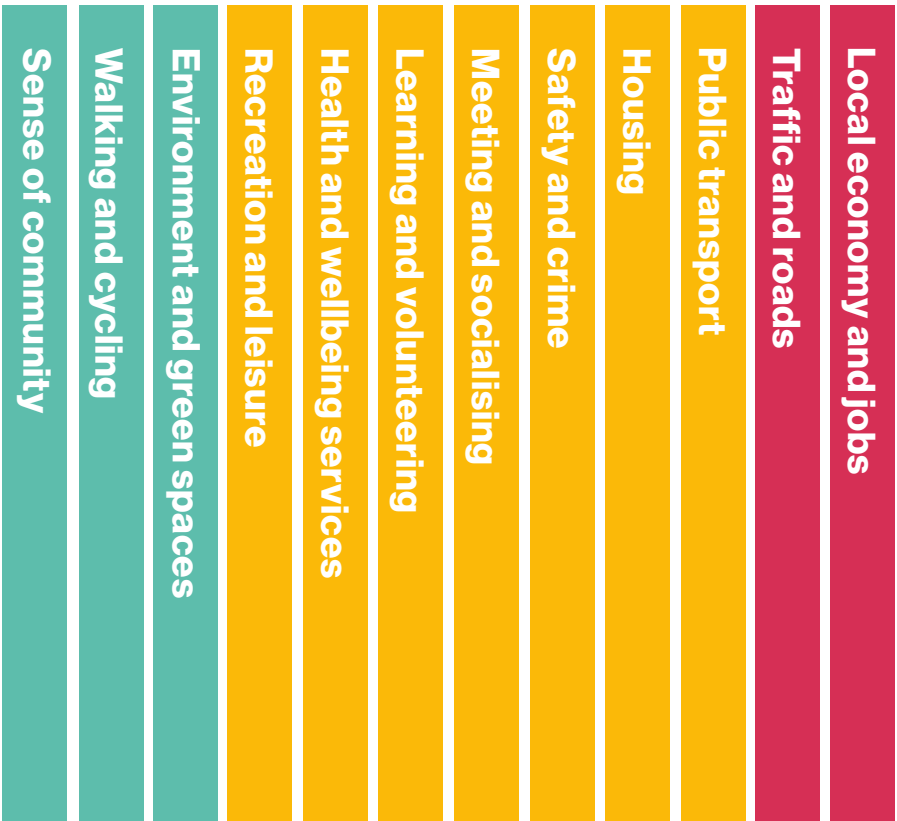 Local economy and jobs
Traffic and roads
Public transport
Housing
Safety and crime
Meeting and socialising
Learning and volunteering
Health and wellbeing services
Recreation and leisure
Environment and green spaces
Walking and cycling
Sense of community